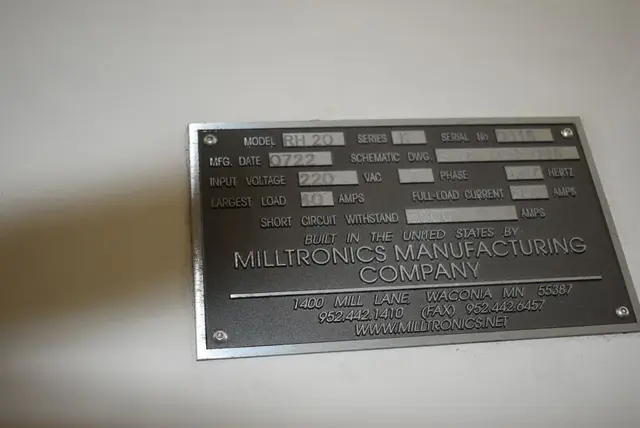 MODEL RH 20 SERIES SERIAL No
MFG. DATE 0722 SCHEMATIC DWG.
INPUT VOLTAGE 220 VAC PHASE HERTZ
LARGEST LOAD AMPS FULL-LOAD CURRENT AMPS
SHORT CIRCUIT WITHSTAND AMPS
BUILT IN THE UNITED STATES BY
MILLTRONICS MANUFACTURING
COMPANY
1400 MILL LANE, WACONIA MN 55387
952.442.1410 (FAX) 952.442.6457
WWW.MILLTRONICS.NET